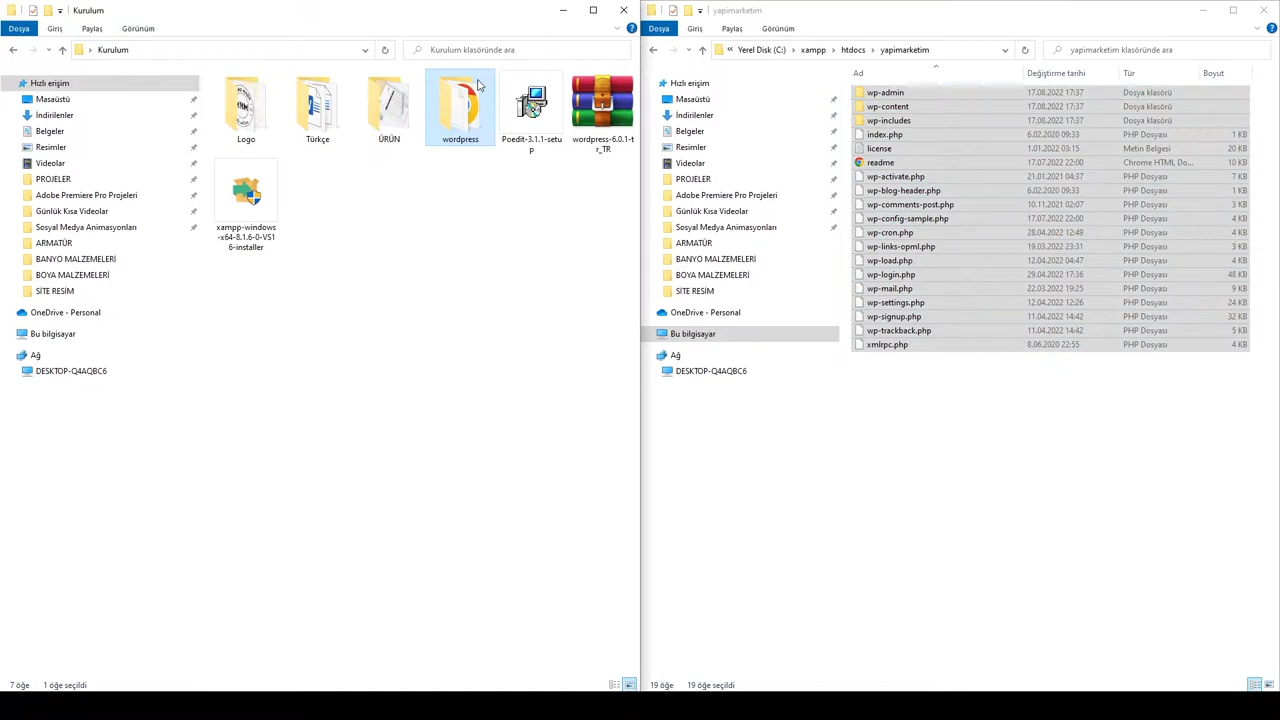 Kurulum
Dosya Giriş Paylaş Görünüm
Kurulum
Kurulum klasöründe ara
Hızlı erişim
Masaüstü
İndirilenler
Belgeler
Resimler
Videolar
PROJELER
Adobe Premiere Pro Projeleri
Günlük Kısa Videolar
Sosyal Medya Animasyonları
ARMATÜR
BANYO MALZEMELERİ
BOYA MALZEMELERİ
SİTE RESİM
OneDrive - Personal
Bu bilgisayar
Ağ
DESKTOP-Q4AQBC6
Logo
Türkçe
ÜRÜN
wordpress
Poedit-3.1.1-setu
p
wordpress-6.0.1-t
r_TR
xampp-windows
-x64-8.1.6-0-VS1
6-installer
7 öğe 1 öğe seçildi
yapimarketim
Dosya Giriş Paylaş Görünüm
« Yerel Disk (C:) xampp htdocs yapimarketim
yapimarketim klasöründe ara
Hızlı erişim
Masaüstü
İndirilenler
Belgeler
Resimler
Videolar
PROJELER
Adobe Premiere Pro Projeleri
Günlük Kısa Videolar
Sosyal Medya Animasyonları
ARMATÜR
BANYO MALZEMELERİ
BOYA MALZEMELERİ
SİTE RESİM
OneDrive - Personal
Bu bilgisayar
Ağ
DESKTOP-Q4AQBC6
Ad Değiştirme tarihi Tür Boyut
wp-admin 17.08.2022 17:37 Dosya klasörü
wp-content 17.08.2022 17:37 Dosya klasörü
wp-includes 17.08.2022 17:37 Dosya klasörü
index.php 6.02.2020 09:33 PHP Dosyası 1 KB
license 1.01.2022 03:15 Metin Belgesi 20 KB
readme 17.07.2022 22:00 Chrome HTML Do... 10 KB
wp-activate.php 21.01.2021 04:37 PHP Dosyası 7 KB
wp-blog-header.php 6.02.2020 09:33 PHP Dosyası 1 KB
wp-comments-post.php 10.11.2021 02:07 PHP Dosyası 3 KB
wp-config-sample.php 17.07.2022 22:00 PHP Dosyası 4 KB
wp-cron.php 28.04.2022 12:49 PHP Dosyası 4 KB
wp-links-opml.php 19.03.2022 23:31 PHP Dosyası 3 KB
wp-load.php 12.04.2022 04:47 PHP Dosyası 4 KB
wp-login.php 29.04.2022 17:36 PHP Dosyası 48 KB
wp-mail.php 22.03.2022 19:25 PHP Dosyası 9 KB
wp-settings.php 12.04.2022 12:26 PHP Dosyası 24 KB
wp-signup.php 11.04.2022 14:42 PHP Dosyası 32 KB
wp-trackback.php 11.04.2022 14:42 PHP Dosyası 5 KB
xmlrpc.php 8.06.2020 22:55 PHP Dosyası 4 KB
19 öğe 19 öğe seçildi